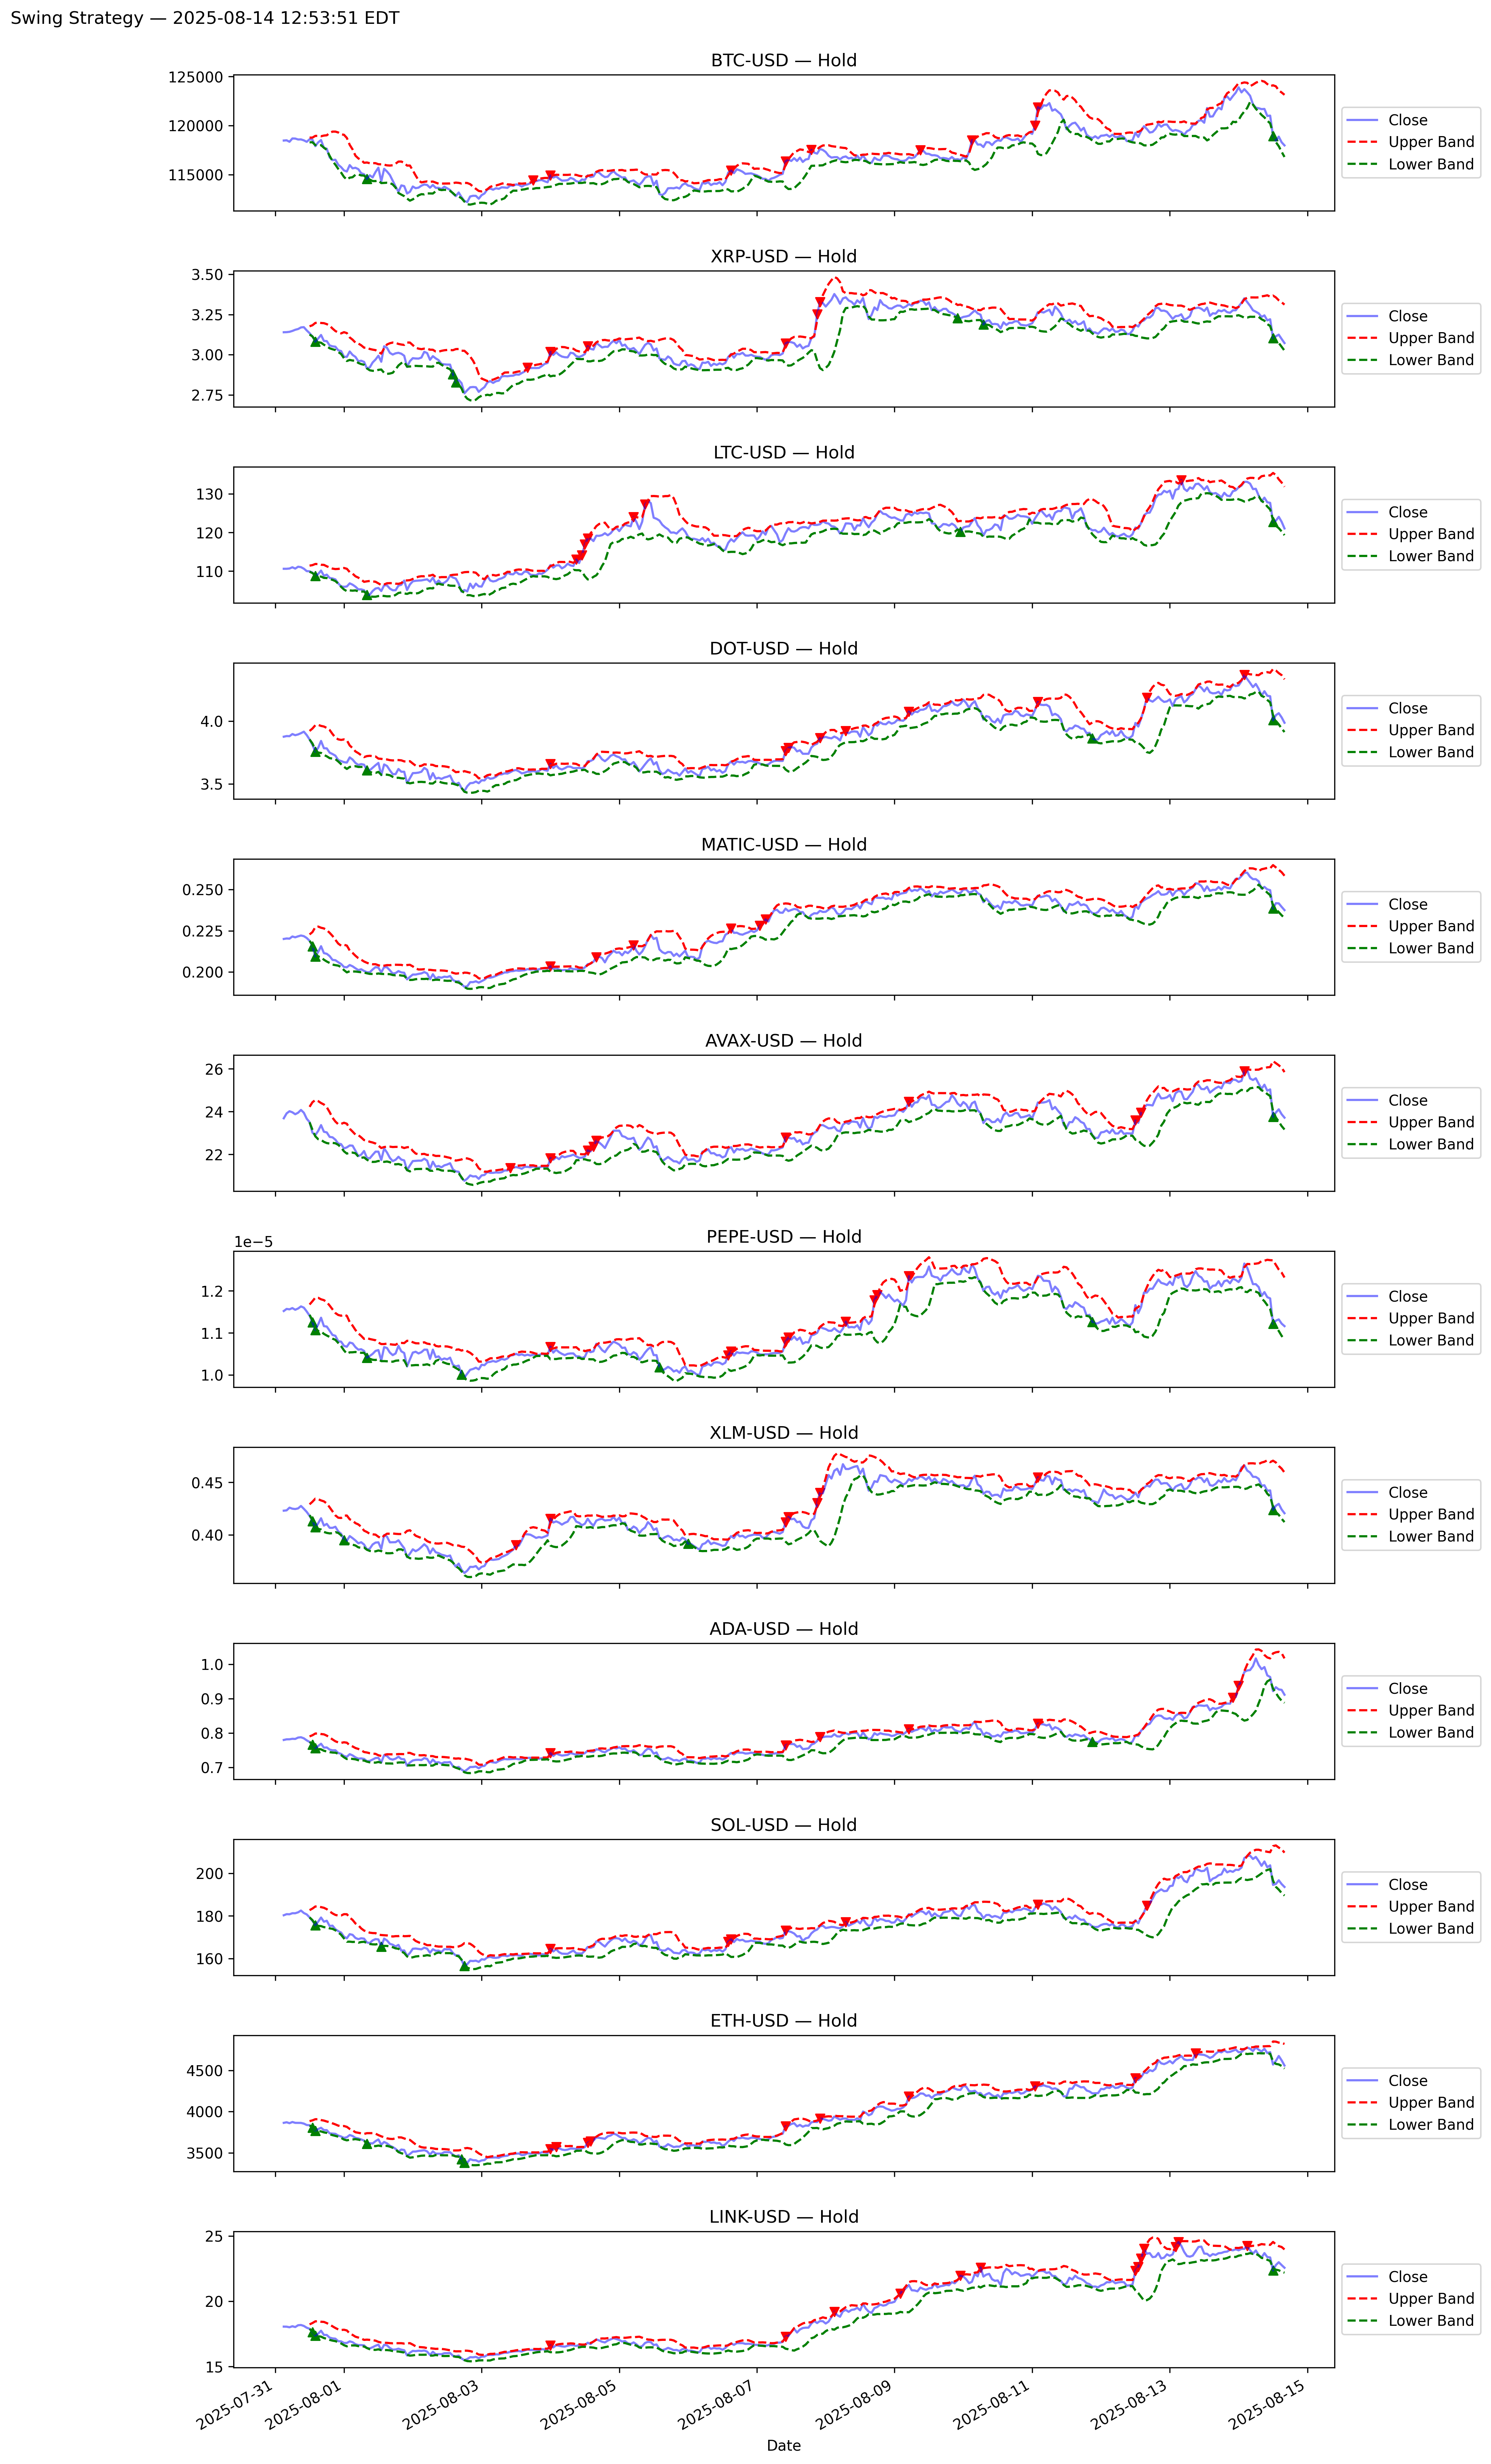 Swing Strategy — 2025-08-14 12:53:51 EDT
BTC-USD — Hold
125000
120000
115000
Close
Upper Band
Lower Band
XRP-USD — Hold
3.50
3.25
3.00
2.75
Close
Upper Band
Lower Band
LTC-USD — Hold
130
120
110
Close
Upper Band
Lower Band
DOT-USD — Hold
4.0
3.5
Close
Upper Band
Lower Band
MATIC-USD — Hold
0.250
0.225
0.200
Close
Upper Band
Lower Band
AVAX-USD — Hold
26
24
22
Close
Upper Band
Lower Band
PEPE-USD — Hold
1e−5
1.2
1.1
1.0
Close
Upper Band
Lower Band
XLM-USD — Hold
0.45
0.40
Close
Upper Band
Lower Band
ADA-USD — Hold
1.0
0.9
0.8
0.7
Close
Upper Band
Lower Band
SOL-USD — Hold
200
180
160
Close
Upper Band
Lower Band
ETH-USD — Hold
4500
4000
3500
Close
Upper Band
Lower Band
LINK-USD — Hold
25
20
15
Close
Upper Band
Lower Band
2025-07-31
2025-08-01
2025-08-03
2025-08-05
2025-08-07
2025-08-09
2025-08-11
2025-08-13
2025-08-15
Date